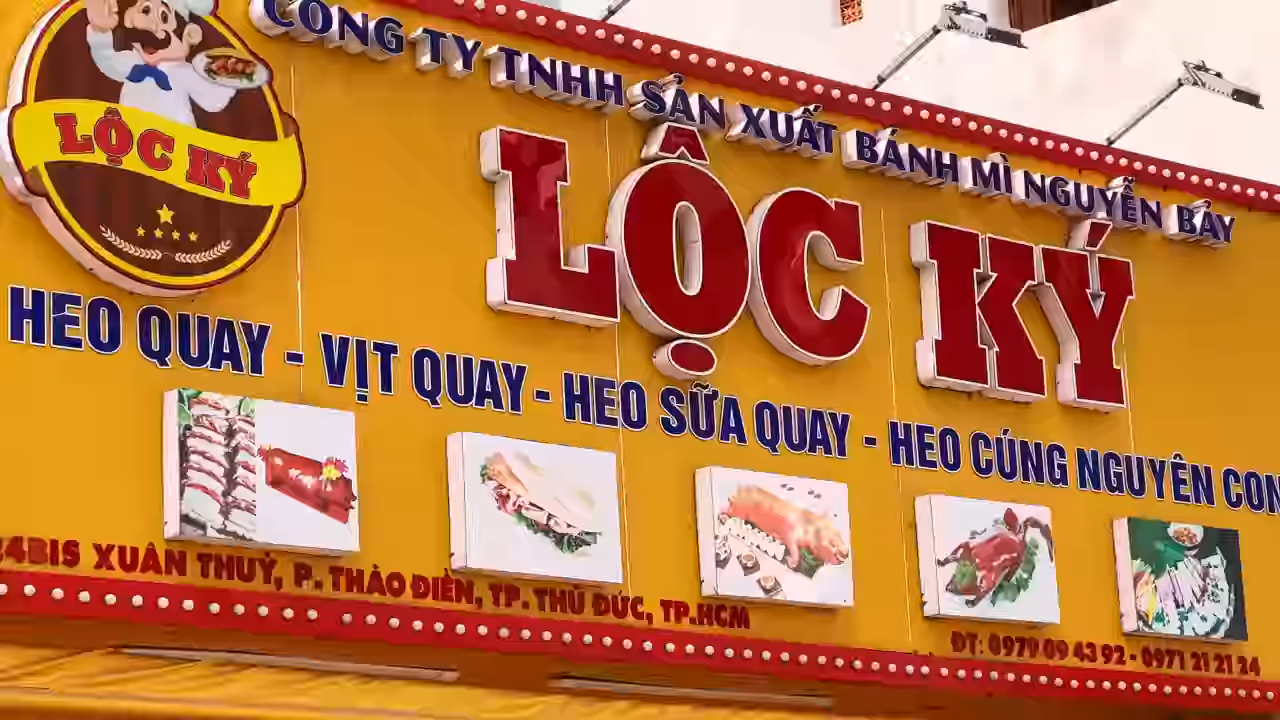 CÔNG TY TNHH SẢN XUẤT BÁNH MÌ NGUYỄN BẢY
LỘC KÝ
LỘC KÝ
HEO QUAY - VỊT QUAY - HEO SỮA QUAY - HEO CÚNG NGUYÊN CON
84BIS XUÂN THUỶ, P. THẢO ĐIỀN, TP. THỦ ĐỨC, TP.HCM
ĐT: 0979 09 43 92 - 0971 21 21 24